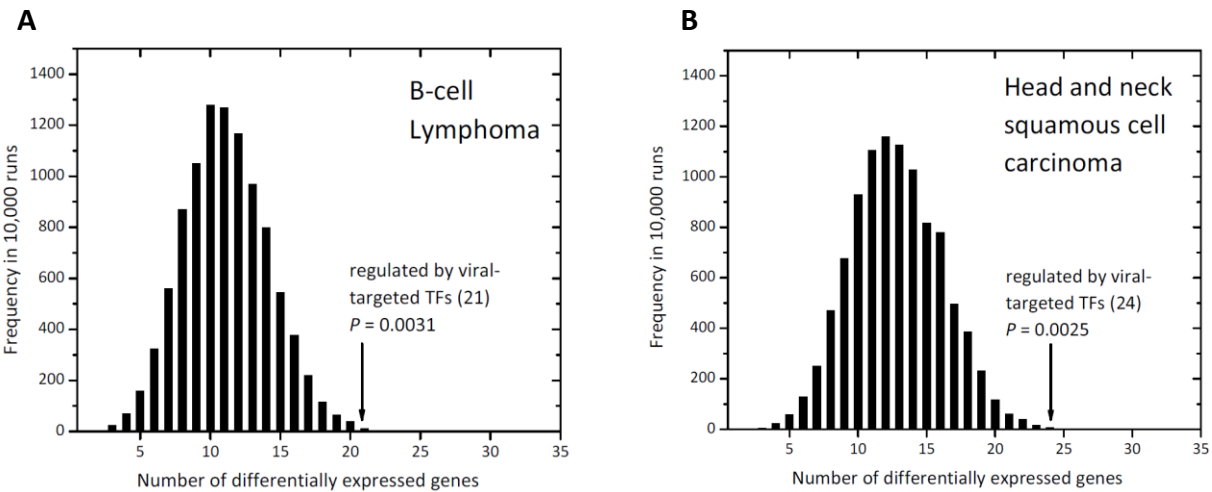 A
1400
1200
1000
800
600
400
200
0
Frequency in 10,000 runs
B-cell
Lymphoma
regulated by viral-
targeted TFs (21)
P = 0.0031
5 10 15 20 25 30 35
Number of differentially expressed genes
B
1400
1200
1000
800
600
400
200
0
Frequency in 10,000 runs
Head and neck
squamous cell
carcinoma
regulated by viral-
targeted TFs (24)
P = 0.0025
5 10 15 20 25 30 35
Number of differentially expressed genes